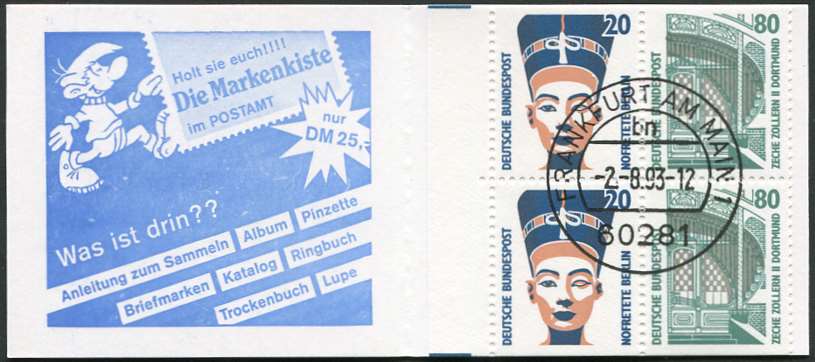 Holt sie euch!!!!
Die Markenkiste
im POSTAMT
nur
DM 25,-
Was ist drin??
Anleitung zum Sammeln Album Pinzette
Briefmarken Katalog Ringbuch
Trockenbuch Lupe
20
DEUTSCHE BUNDESPOST
NOFRETETE BERLIN
80
DEUTSCHE BUNDESPOST
ZECHE ZOLLERN II DORTMUND
20
DEUTSCHE BUNDESPOST
NOFRETETE BERLIN
80
DEUTSCHE BUNDESPOST
ZECHE ZOLLERN II DORTMUND
FRANKFURT AM MAIN 1
bn
-2.-8.93-12
60281